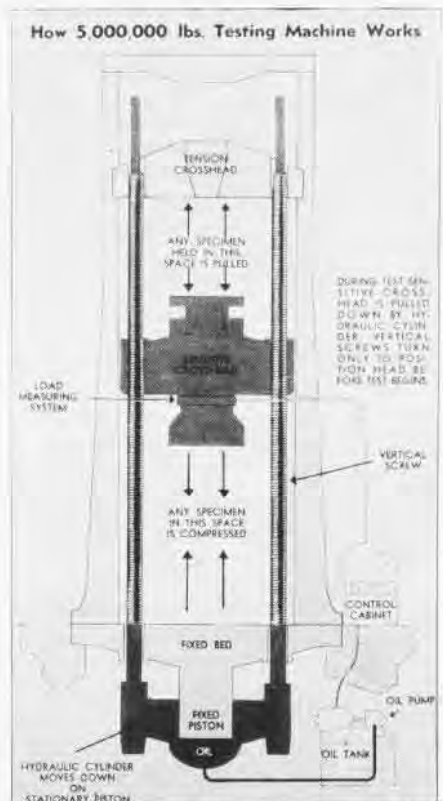 How 5,000,000 lbs. Testing Machine Works
TENSION
CROSSHEAD
ANY SPECIMEN
HELD IN THIS
SPACE IS PULLED
DURING TEST SEN-
SITIVE CROSS-
HEAD IS PULLED
DOWN BY HY-
DRAULIC CYLIN-
DER. VERTICAL
SCREWS TURN
ONLY TO POSI-
TION HEAD BE-
FORE TEST BEGINS.
SENSITIVE
CROSSHEAD
LOAD
MEASURING
SYSTEM
VERTICAL
SCREW
ANY SPECIMEN
IN THIS SPACE
IS COMPRESSED
CONTROL
CABINET
FIXED BED
OIL PUMP
FIXED
PISTON
OIL
OIL TANK
HYDRAULIC CYLINDER
MOVES DOWN
ON
STATIONARY PISTON